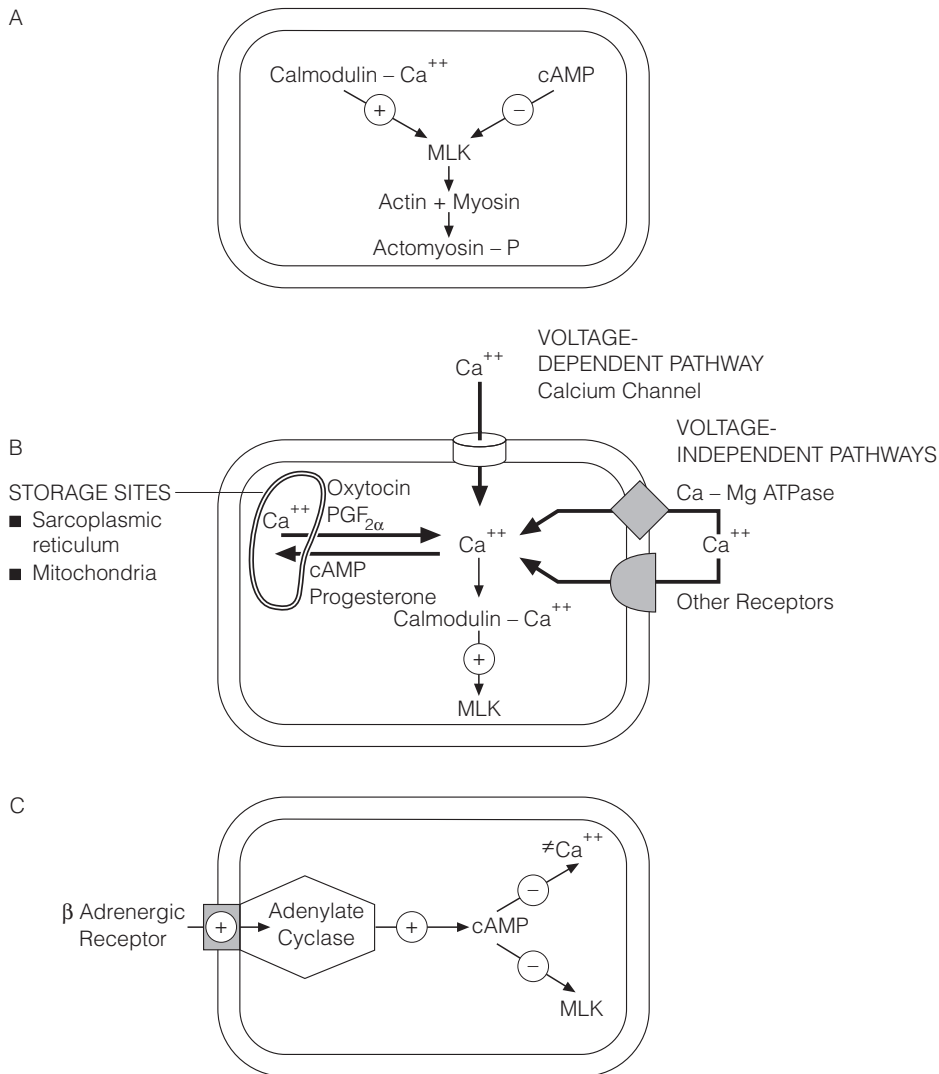 A
Calmodulin – Ca++
cAMP
+
−
MLK
Actin + Myosin
Actomyosin – P
B
Ca++
VOLTAGE-
DEPENDENT PATHWAY
Calcium Channel
VOLTAGE-
INDEPENDENT PATHWAYS
STORAGE SITES
■ Sarcoplasmic
reticulum
■ Mitochondria
Ca++
Oxytocin
PGF2α
cAMP
Progesterone
Ca++
Ca – Mg ATPase
Ca++
Other Receptors
Calmodulin – Ca++
+
MLK
C
β Adrenergic
Receptor
+
Adenylate
Cyclase
+
cAMP
−
≠Ca++
−
MLK